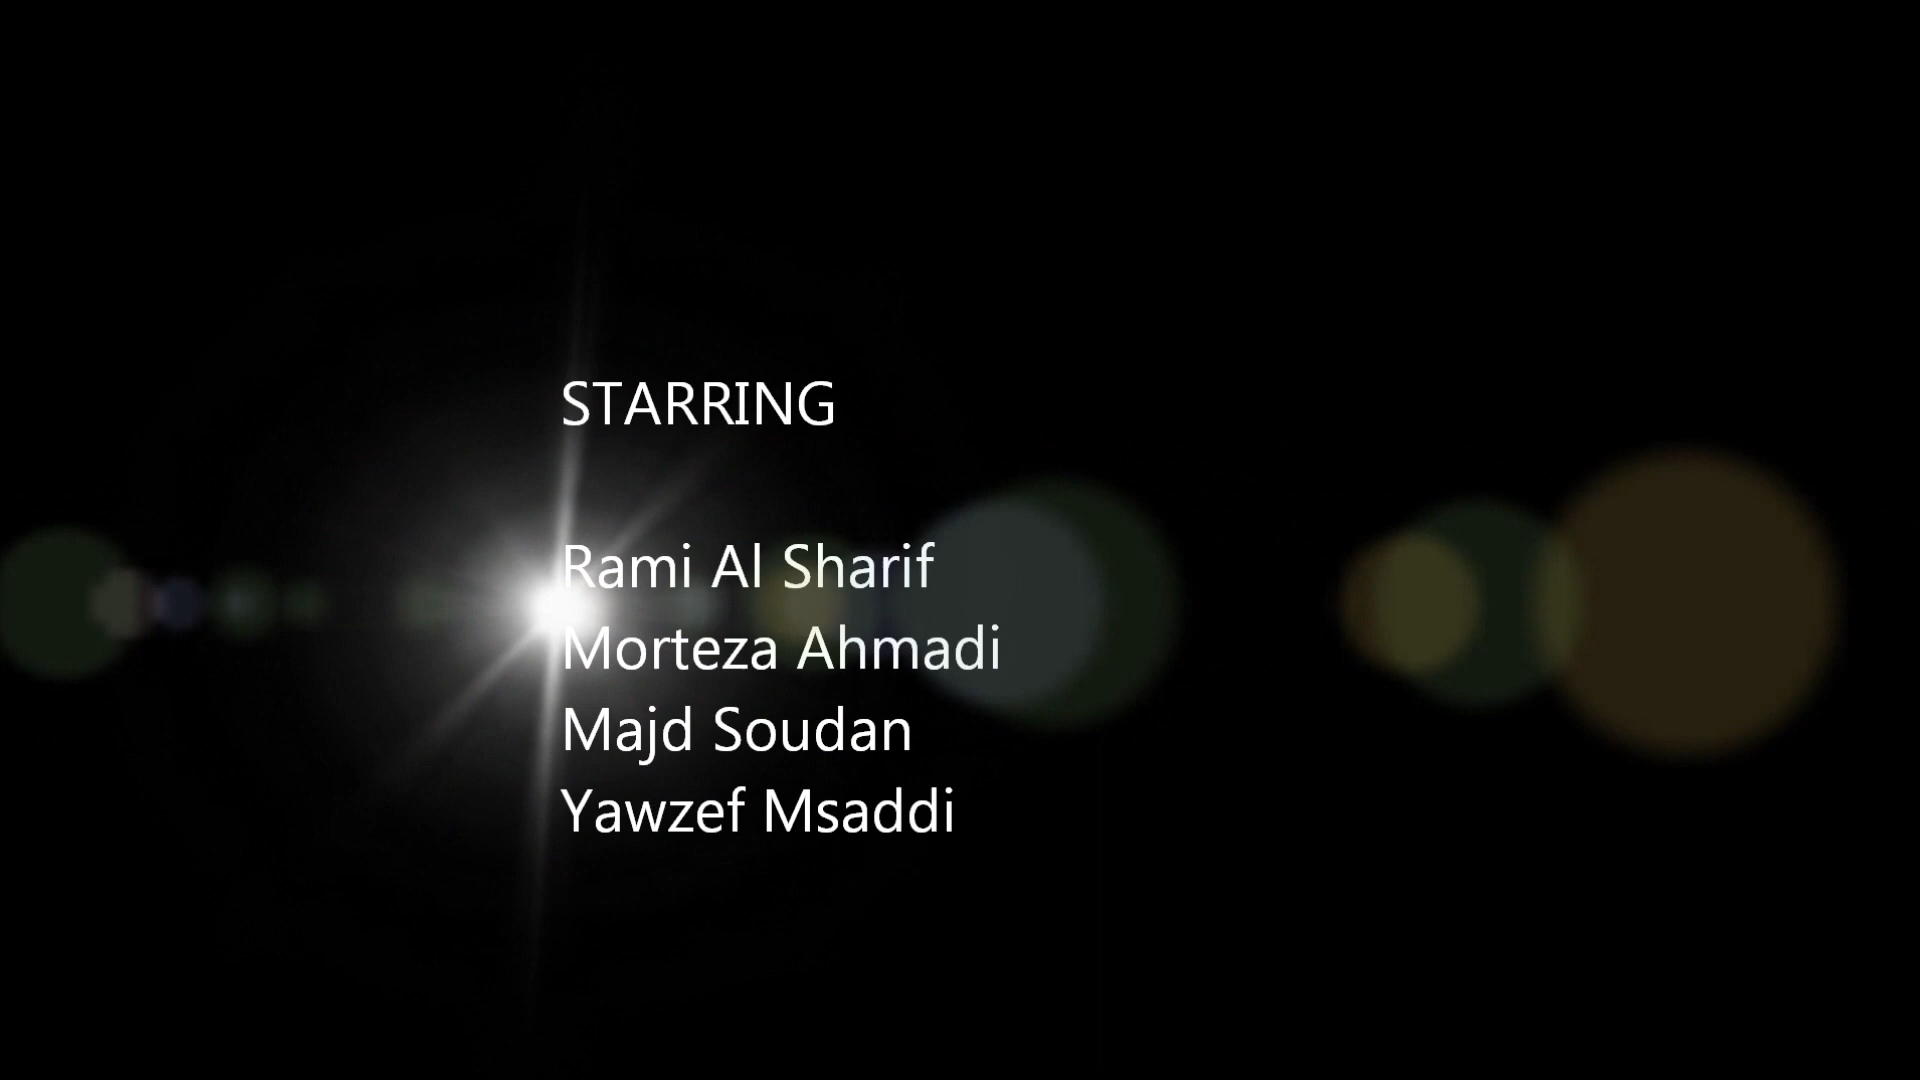 STARRING
Rami Al Sharif
Morteza Ahmadi
Majd Soudan
Yawzef Msaddi